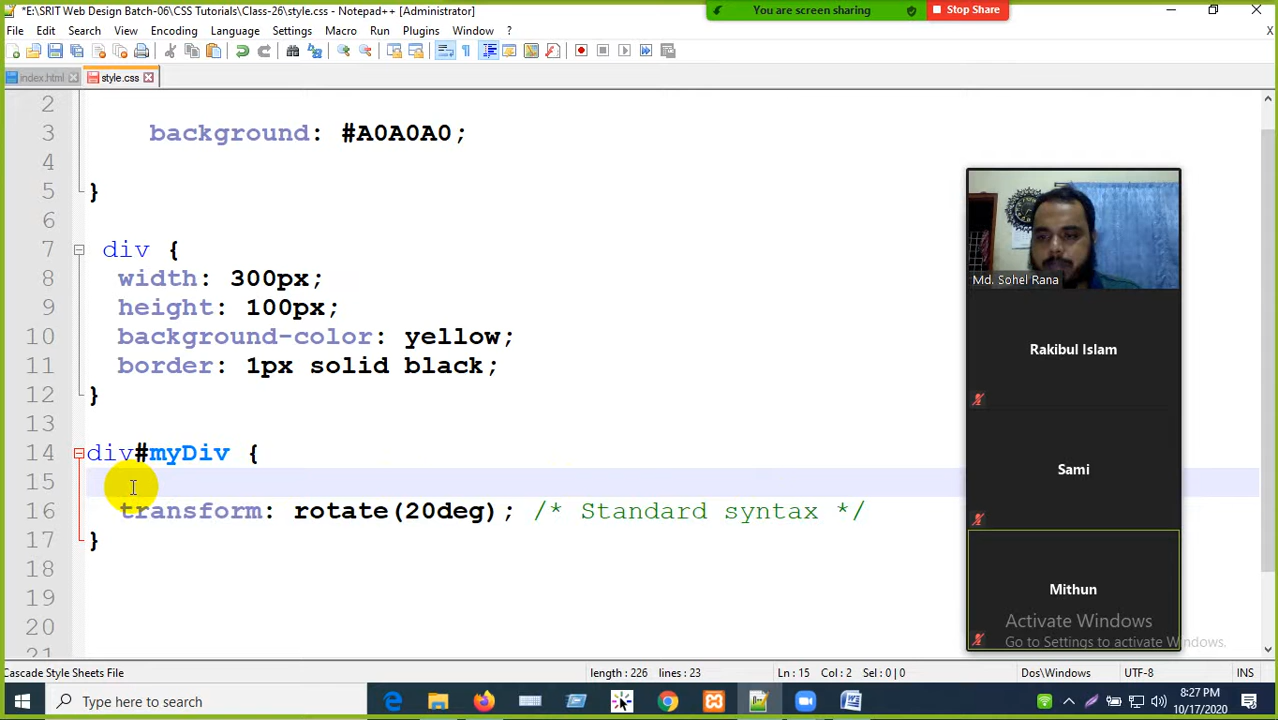 *E:\SRIT Web Design Batch-06\CSS Tutorials\Class-26\style.css - Notepad++ [Administrator]
You are screen sharing
Stop Share
File Edit Search View Encoding Language Settings Macro Run Plugins Window ?
X
index.html
style.css
2
3 background: #A0A0A0;
4
5 }
6
7 div {
8 width: 300px;
9 height: 100px;
10 background-color: yellow;
11 border: 1px solid black;
12 }
13
14 div#myDiv {
15
16 transform: rotate(20deg); /* Standard syntax */
17 }
18
19
20
21
Md. Sohel Rana
Rakibul Islam
Sami
Mithun
Activate Windows
Go to Settings to activate Windows.
Cascade Style Sheets File
length : 226 lines : 23
Ln : 15 Col : 2 Sel : 0 | 0
Dos\Windows
UTF-8
INS
Type here to search
8:27 PM
10/17/2020